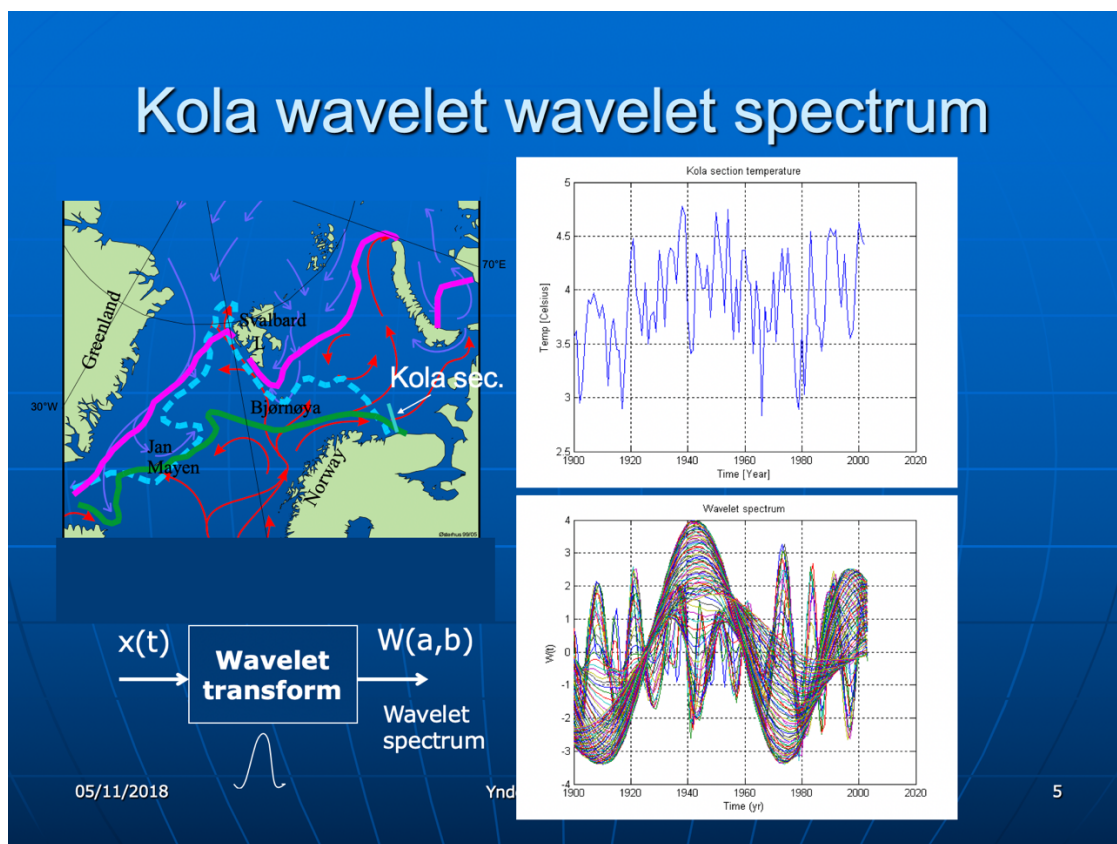 Kola wavelet wavelet spectrum
Greenland
Svalbard
70°E
Kola sec.
30°W
Bjørnøya
Jan
Mayen
Norway
Kola section temperature
5
4.5
4
3.5
3
2.5
Temp [Celsius]
1900 1920 1940 1960 1980 2000 2020
Time [Year]
Wavelet spectrum
4
3
2
1
0
-1
-2
-3
-4
W(t)
1900 1920 1940 1960 1980 2000 2020
Time (yr)
x(t)
Wavelet
transform
W(a,b)
Wavelet
spectrum
05/11/2018
5